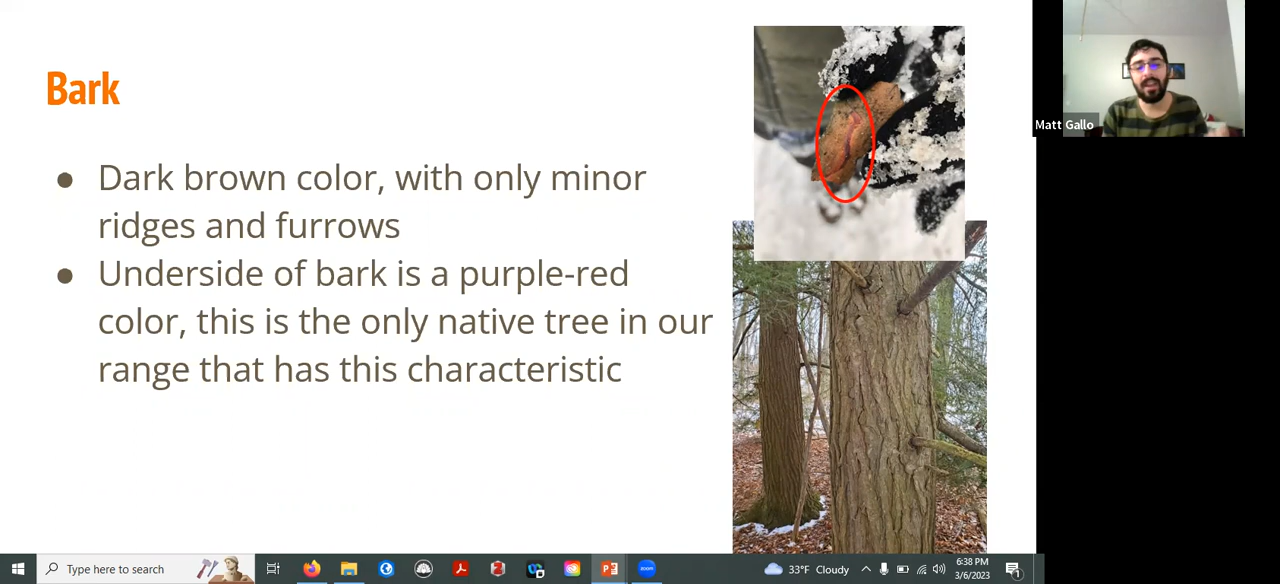 Bark
● Dark brown color, with only minor
ridges and furrows
● Underside of bark is a purple-red
color, this is the only native tree in our
range that has this characteristic
Matt Gallo
Type here to search
zoom
33°F Cloudy
6:38 PM
3/6/2023
1